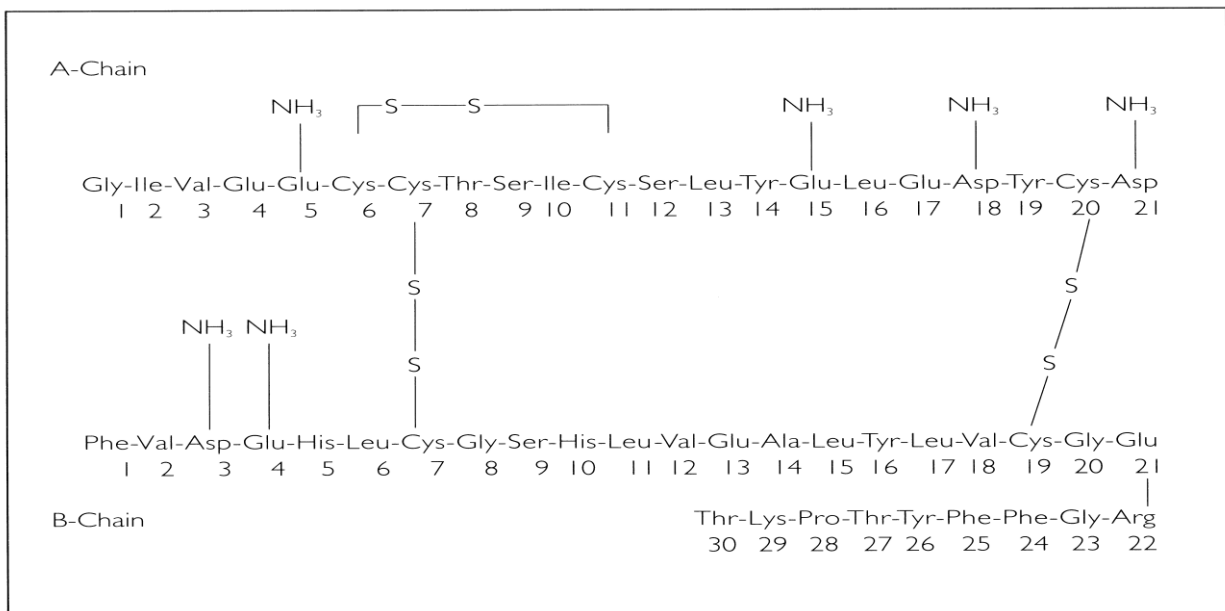 A-Chain
NH₃ S S NH₃ NH₃ NH₃
Gly-Ile-Val-Glu-Glu-Cys-Cys-Thr-Ser-Ile-Cys-Ser-Leu-Tyr-Glu-Leu-Glu-Asp-Tyr-Cys-Asp
1 2 3 4 5 6 7 8 9 10 11 12 13 14 15 16 17 18 19 20 21
S S
NH₃ NH₃
S S
Phe-Val-Asp-Glu-His-Leu-Cys-Gly-Ser-His-Leu-Val-Glu-Ala-Leu-Tyr-Leu-Val-Cys-Gly-Glu
1 2 3 4 5 6 7 8 9 10 11 12 13 14 15 16 17 18 19 20 21
B-Chain
Thr-Lys-Pro-Thr-Tyr-Phe-Phe-Gly-Arg
30 29 28 27 26 25 24 23 22